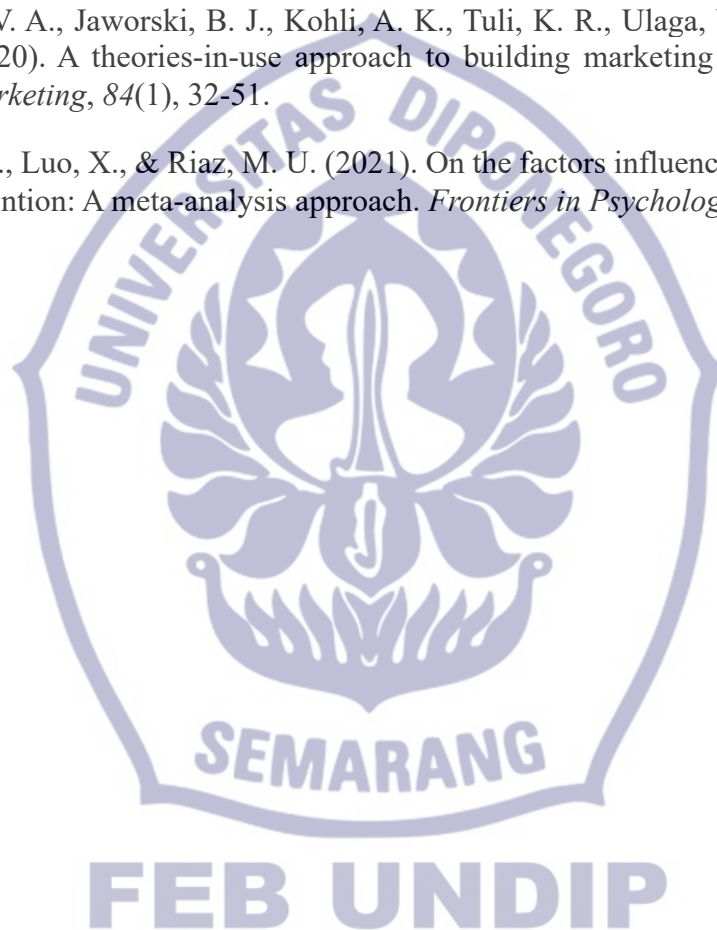 V. A., Jaworski, B. J., Kohli, A. K., Tuli, K. R., Ulaga,
20). A theories-in-use approach to building marketing
rketing, 84(1), 32-51.
., Luo, X., & Riaz, M. U. (2021). On the factors influenc
ntion: A meta-analysis approach. Frontiers in Psycholog
UNIVERSITAS DIPONEGORO
SEMARANG
FEB UNDIP